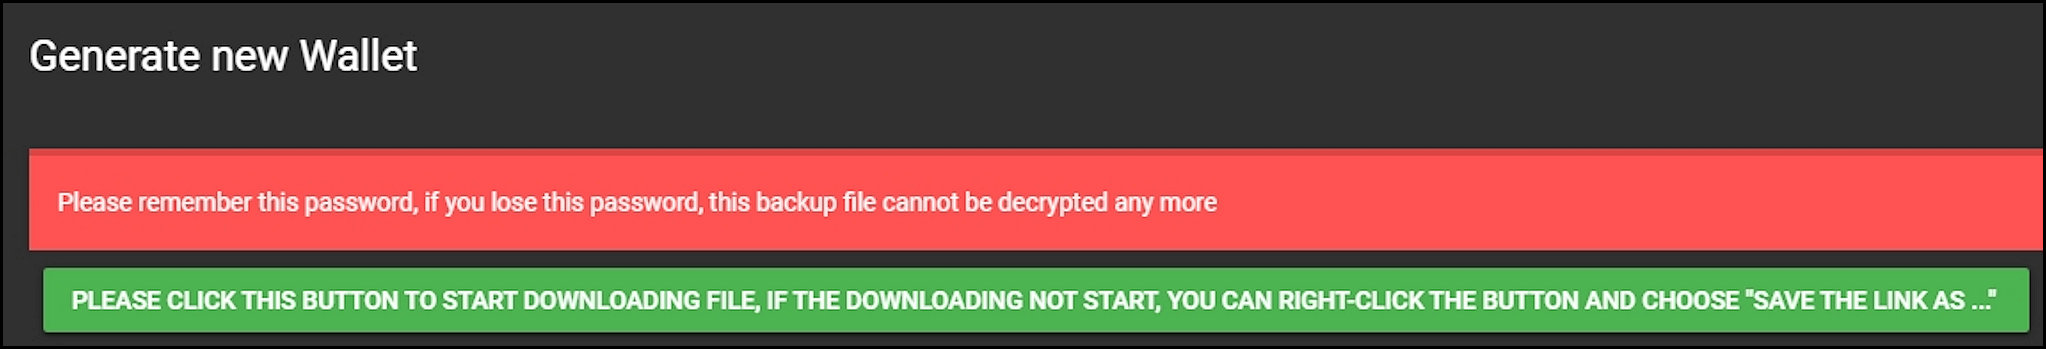 Generate new Wallet
Please remember this password, if you lose this password, this backup file cannot be decrypted any more
PLEASE CLICK THIS BUTTON TO START DOWNLOADING FILE, IF THE DOWNLOADING NOT START, YOU CAN RIGHT-CLICK THE BUTTON AND CHOOSE "SAVE THE LINK AS ..."